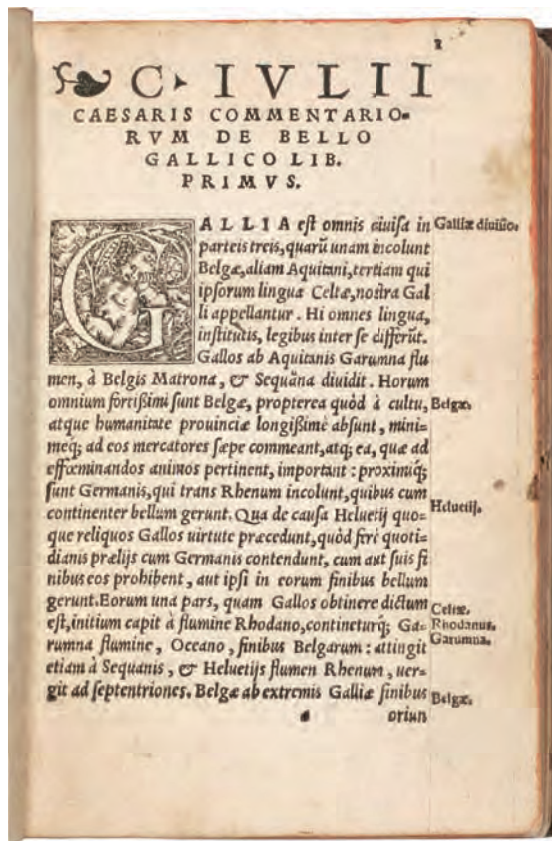 1
C. IVLII
CAESARIS COMMENTARIO=
RVM DE BELLO
GALLICO LIB.
PRIMVS.
GALLIA eſt omnis diuiſa in Galliæ diuiſio.
parteis treis, quarū unam incolunt
Belgæ, aliam Aquitani, tertiam qui
ipſorum lingua Celtæ, noſtra Gal
li appellantur. Hi omnes lingua,
inſtitutis, legibus inter ſe differūt.
Gallos ab Aquitanis Garumna flu
men, à Belgis Matrona, & Sequana diuidit. Horum
omnium fortißimi ſunt Belgæ, propterea quòd à cultu, Belgæ.
atque humanitate prouinciæ longißimè abſunt, mini=
meq́; ad eos mercatores ſæpe commeant, atq; ea, quæ ad
effœminandos animos pertinent, important: proximiq́;
ſunt Germanis, qui trans Rhenum incolunt, quibus cum
continenter bellum gerunt. Qua de cauſa Heluetij quo= Heluetij.
que reliquos Gallos uirtute præcedunt, quòd ferè quoti=
dianis prælijs cum Germanis contendunt, cum aut ſuis fi
nibus eos prohibent, aut ipſi in eorum finibus bellum
gerunt. Eorum una pars, quam Gallos obtinere dictum Celtæ.
eſt, initium capit à flumine Rhodano, contineturq́; Ga= Rhodanus.
rumna flumine, Oceano, finibus Belgarum: attingit Garumna.
etiam à Sequanis, & Heluetijs flumen Rhenum, uer=
git ad ſeptentriones. Belgæ ab extremis Galliæ finibus Belgæ.
oriun